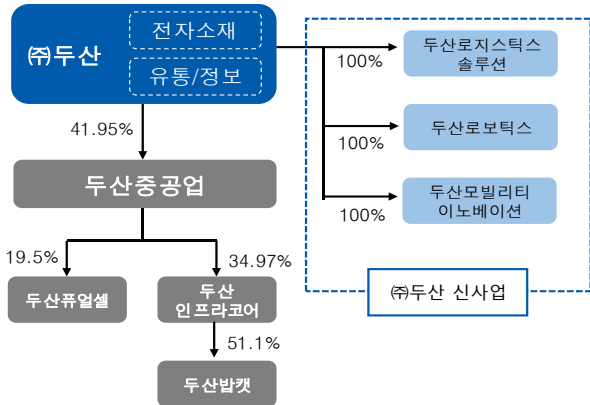 ㈜두산
전자소재
유통/정보
100%
두산로지스틱스
솔루션
100%
두산로보틱스
100%
두산모빌리티
이노베이션
㈜두산 신사업
41.95%
두산중공업
19.5%
34.97%
두산퓨얼셀
두산
인프라코어
51.1%
두산밥캣